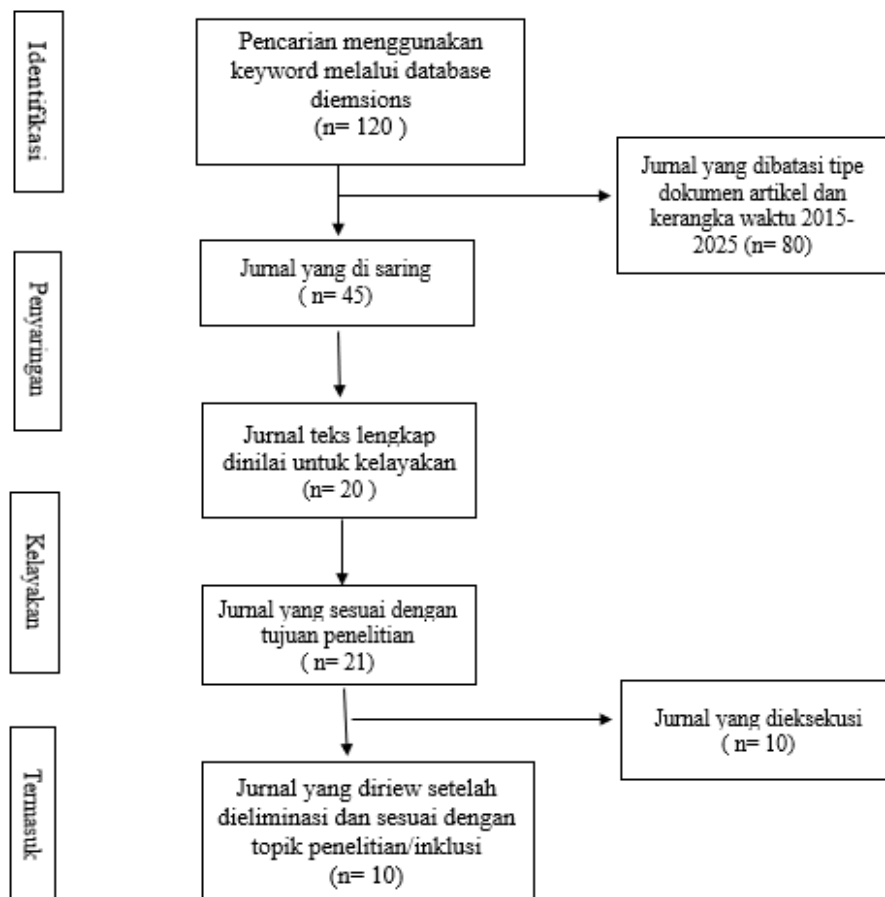 Identifikasi
Pencarian menggunakan
keyword melalui database
diemsions
(n= 120 )
Jurnal yang dibatasi tipe
dokumen artikel dan
kerangka waktu 2015-
2025 (n= 80)
Penyaringan
Jurnal yang di saring
( n= 45)
Jurnal teks lengkap
dinilai untuk kelayakan
(n= 20 )
Kelayakan
Jurnal yang sesuai dengan
tujuan penelitian
( n= 21)
Jurnal yang dieksekusi
( n= 10)
Termasuk
Jurnal yang diriew setelah
dieliminasi dan sesuai dengan
topik penelitian/inklusi
(n= 10)